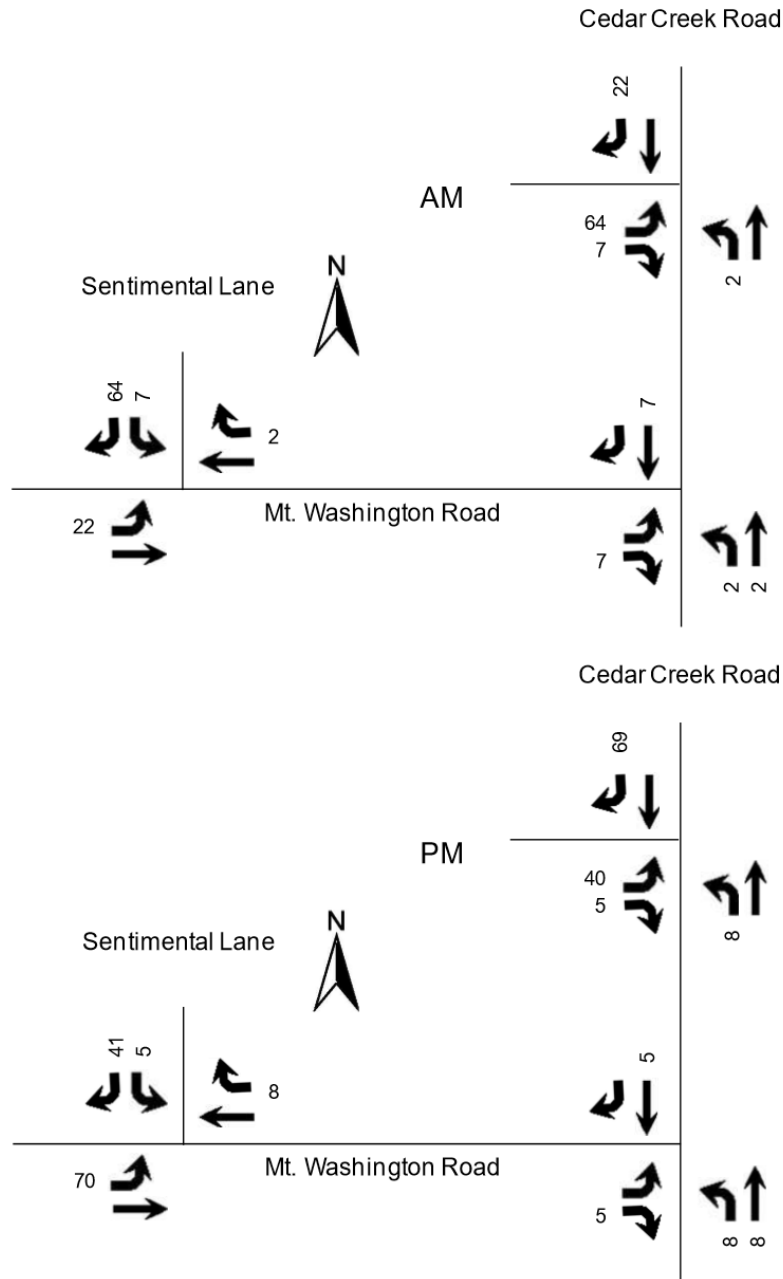 Cedar Creek Road
22
AM
64
7
2
N
Sentimental Lane
64 7
2
7
22
Mt. Washington Road
7
2 2
Cedar Creek Road
69
PM
40
5
8
N
Sentimental Lane
41 5
8
5
70
Mt. Washington Road
5
8 8